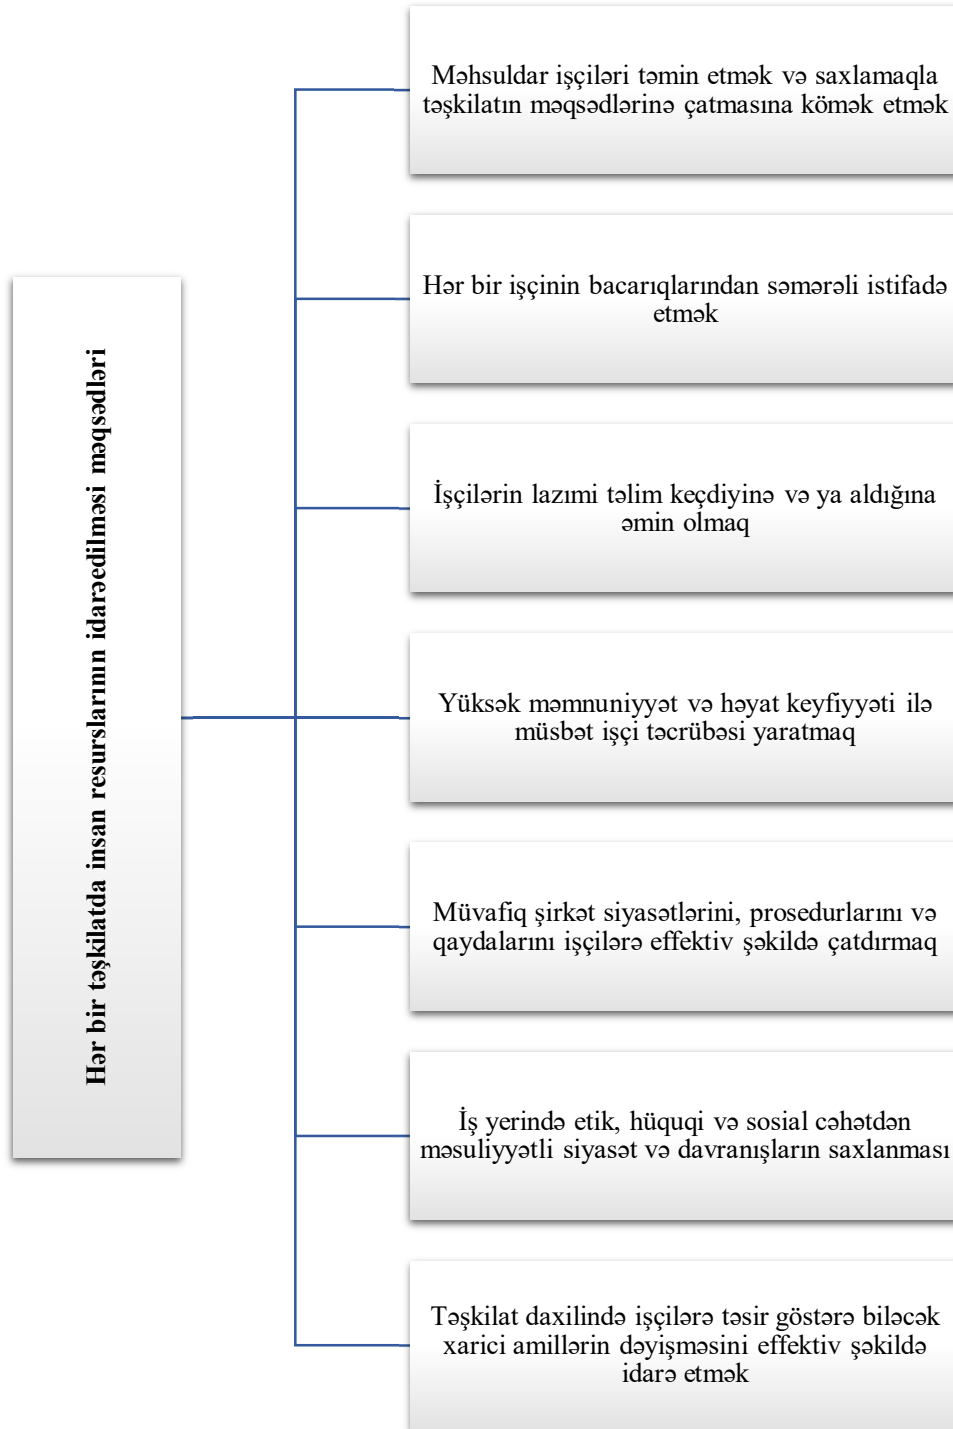 Hər bir təşkilatda insan resurslarının idarəedilməsi məqsədləri
Məhsuldar işçiləri təmin etmək və saxlamaqla
təşkilatın məqsədlərinə çatmasına kömək etmək
Hər bir işçinin bacarıqlarından səmərəli istifadə
etmək
İşçilərin lazımi təlim keçdiyinə və ya aldığına
əmin olmaq
Yüksək məmnuniyyət və həyat keyfiyyəti ilə
müsbət işçi təcrübəsi yaratmaq
Müvafiq şirkət siyasətlərini, prosedurlarını və
qaydalarını işçilərə effektiv şəkildə çatdırmaq
İş yerində etik, hüquqi və sosial cəhətdən
məsuliyyətli siyasət və davranışların saxlanması
Təşkilat daxilində işçilərə təsir göstərə biləcək
xarici amillərin dəyişməsini effektiv şəkildə
idarə etmək